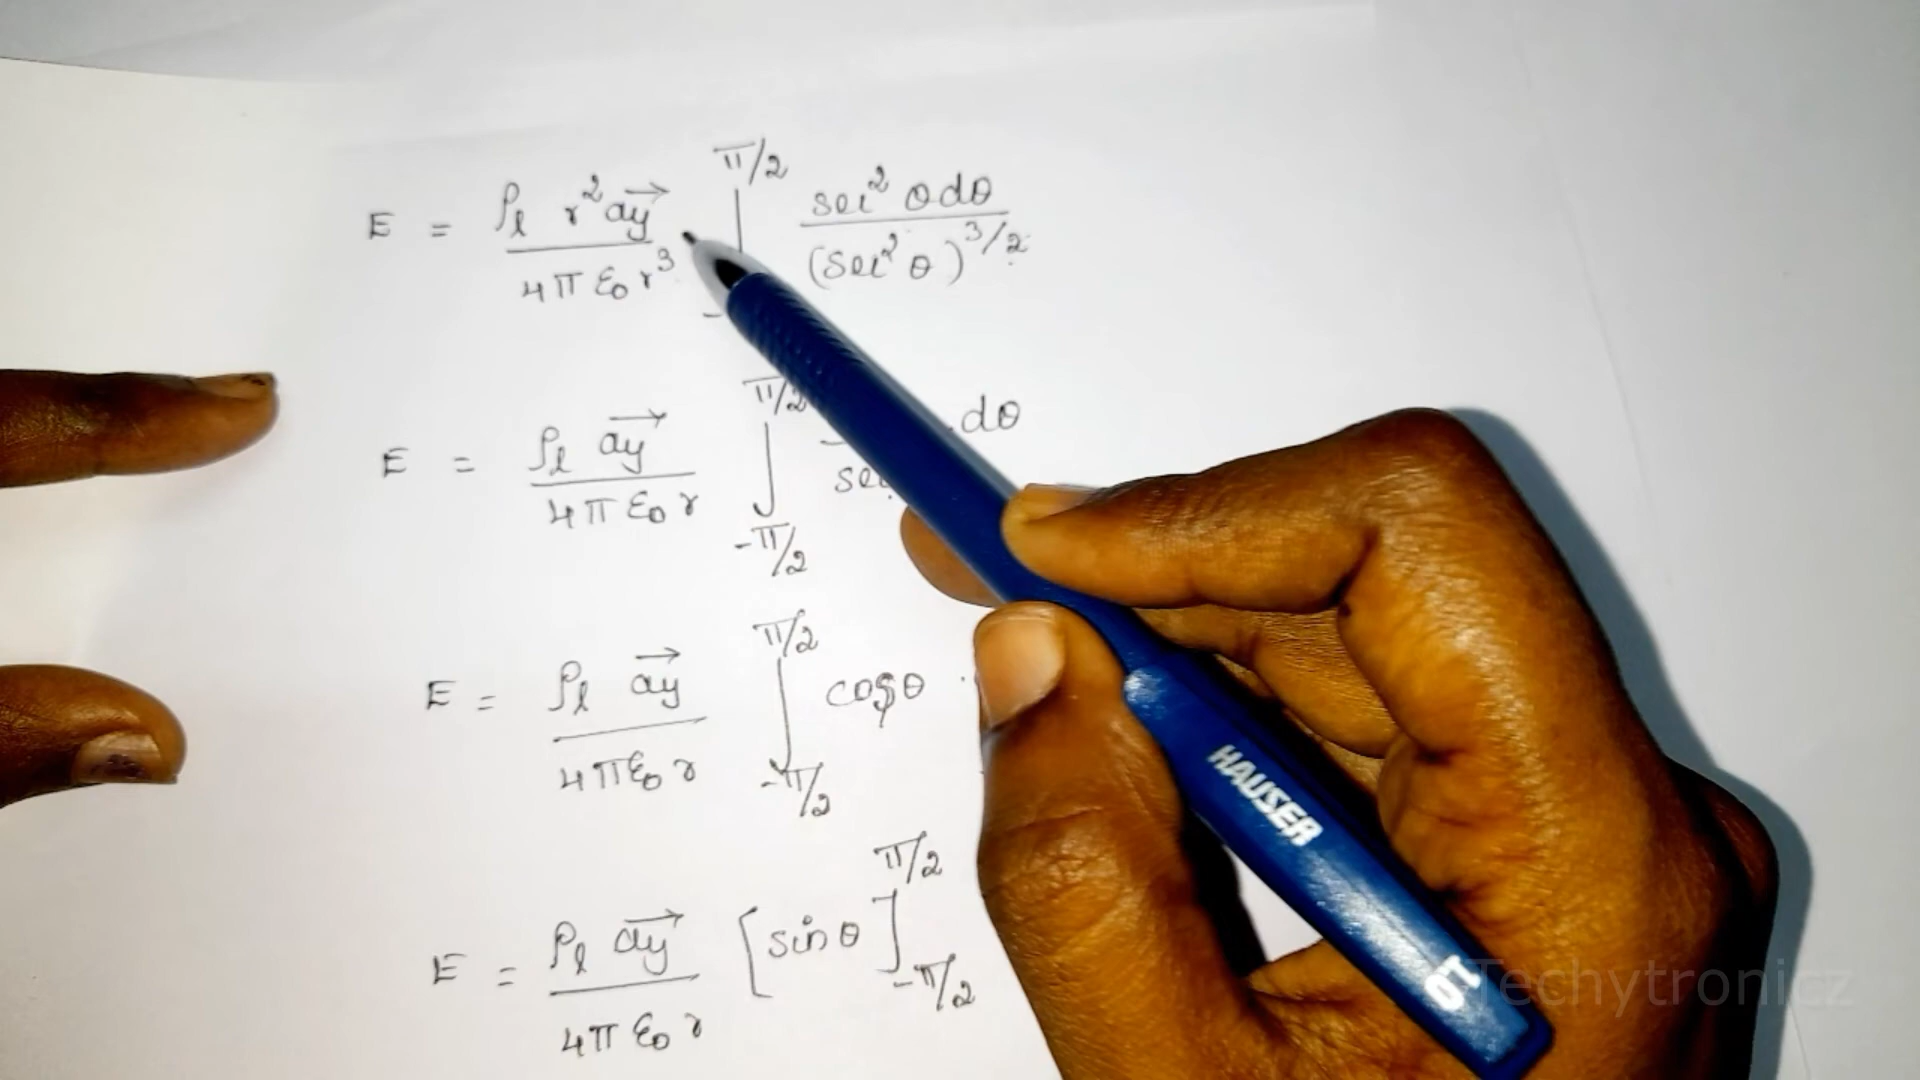 π/2
E = ρl r² ay→ / 4π ε0 r³ ∫ sec² θ dθ / (sec² θ)^3/2
-
π/2
E = ρl ay→ / 4π ε0 r ∫ dθ
-π/2
π/2
E = ρl ay→ / 4π ε0 r ∫ cosθ
-π/2
π/2
E = ρl ay→ / 4π ε0 r [sin θ]
-π/2
HAUSER
Techytronicz